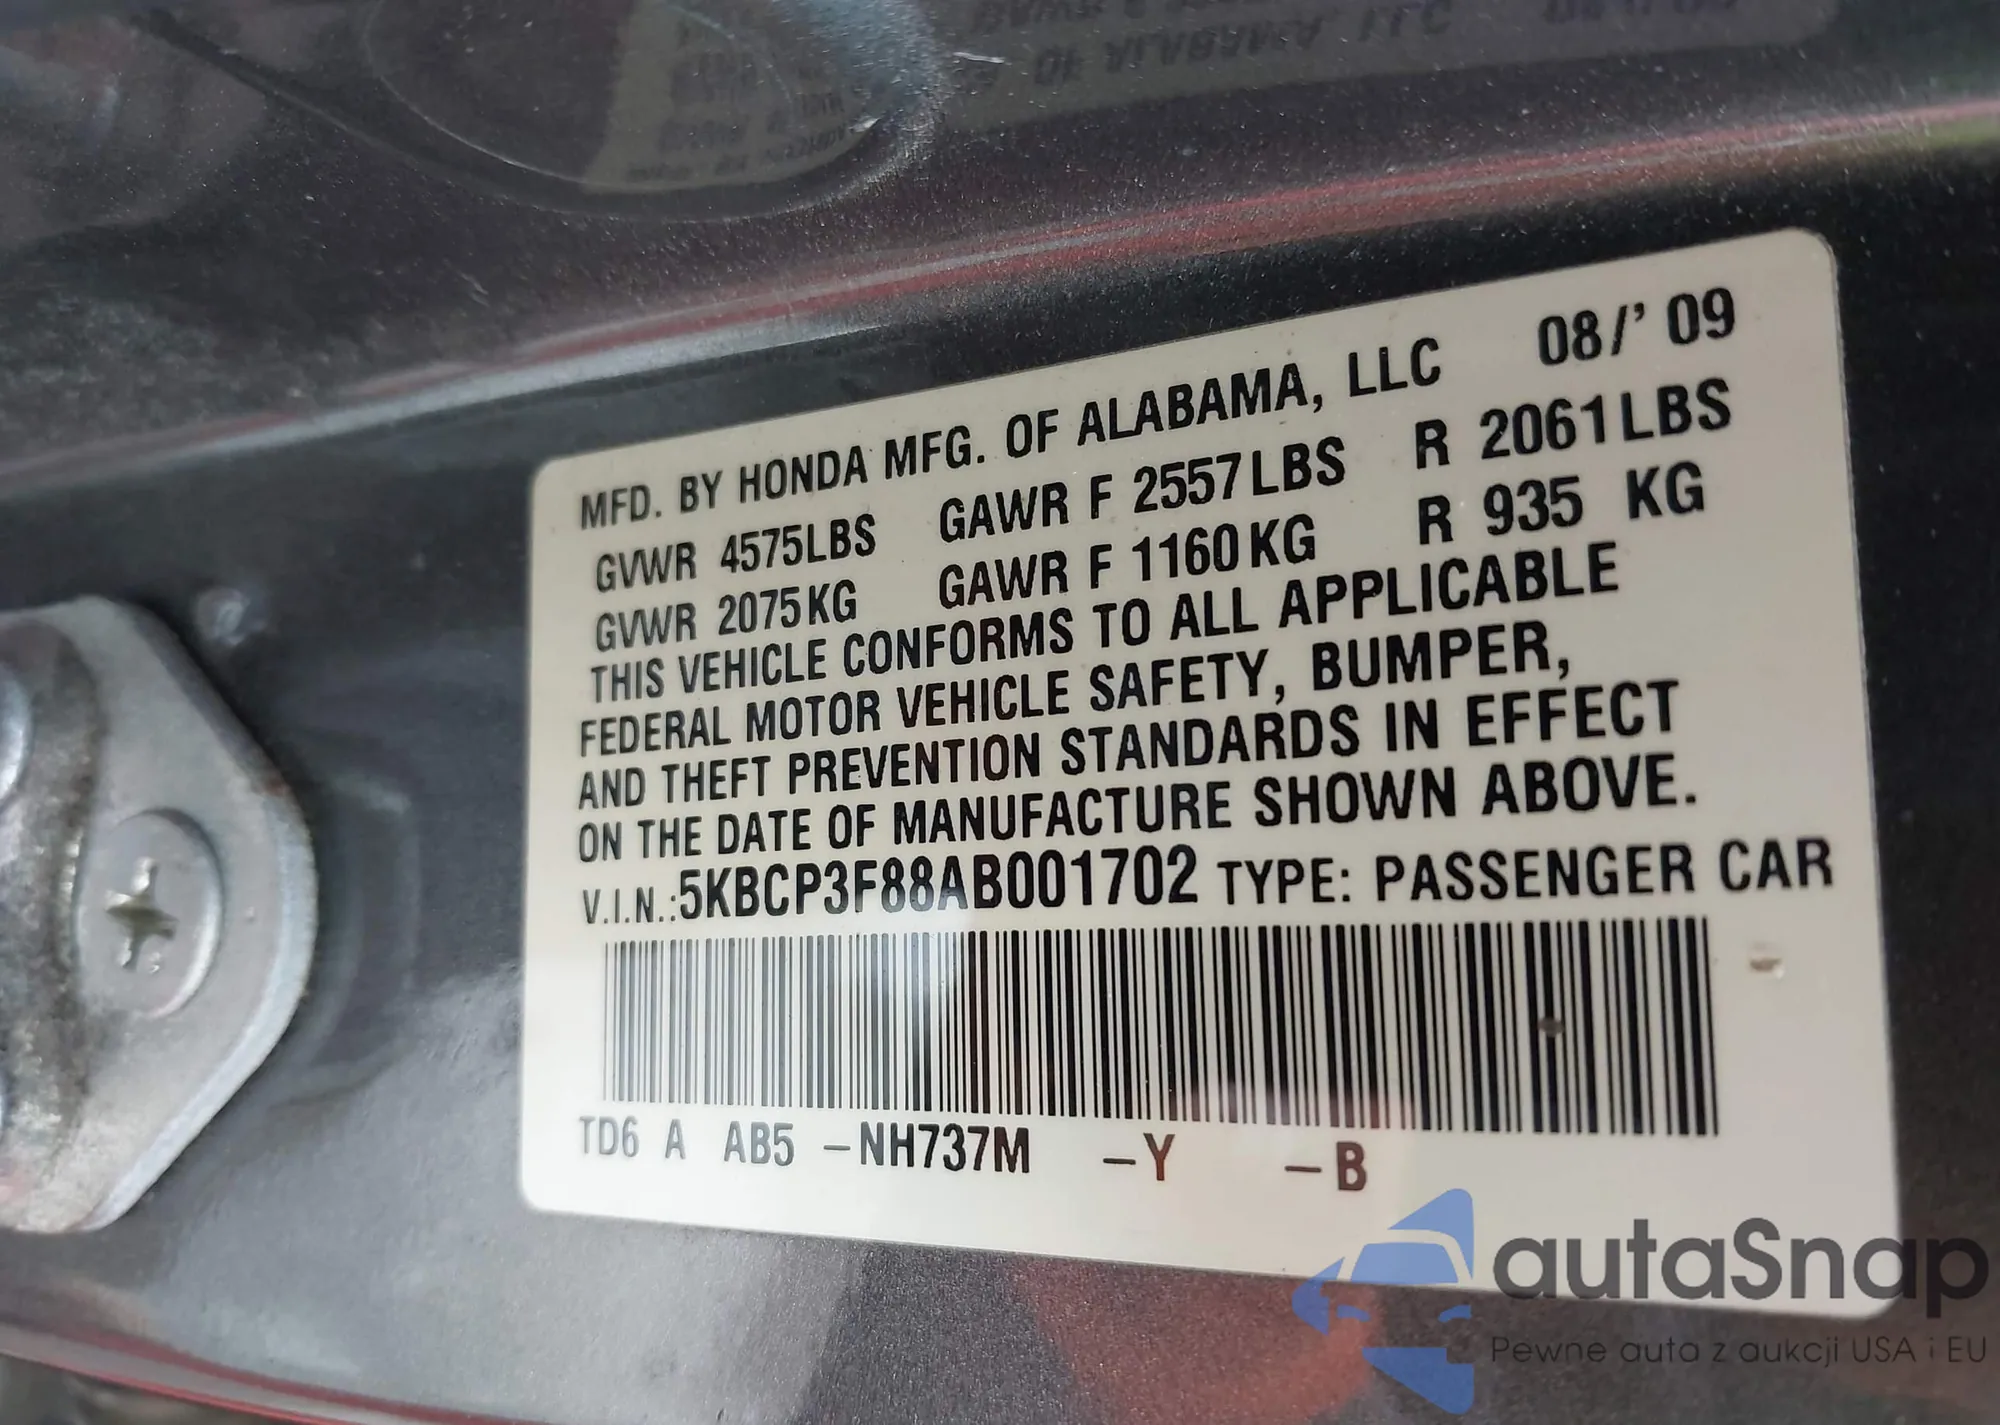 MFD. BY HONDA MFG. OF ALABAMA, LLC 08/'09
GVWR 4575LBS GAWR F 2557LBS R 2061LBS
GVWR 2075KG GAWR F 1160KG R 935 KG
THIS VEHICLE CONFORMS TO ALL APPLICABLE
FEDERAL MOTOR VEHICLE SAFETY, BUMPER,
AND THEFT PREVENTION STANDARDS IN EFFECT
ON THE DATE OF MANUFACTURE SHOWN ABOVE.
V.I.N.:5KBCP3F88AB001702 TYPE: PASSENGER CAR
TD6 A AB5 -NH737M -Y -B
autaSnap
Pewne auta z aukcji USA i EU